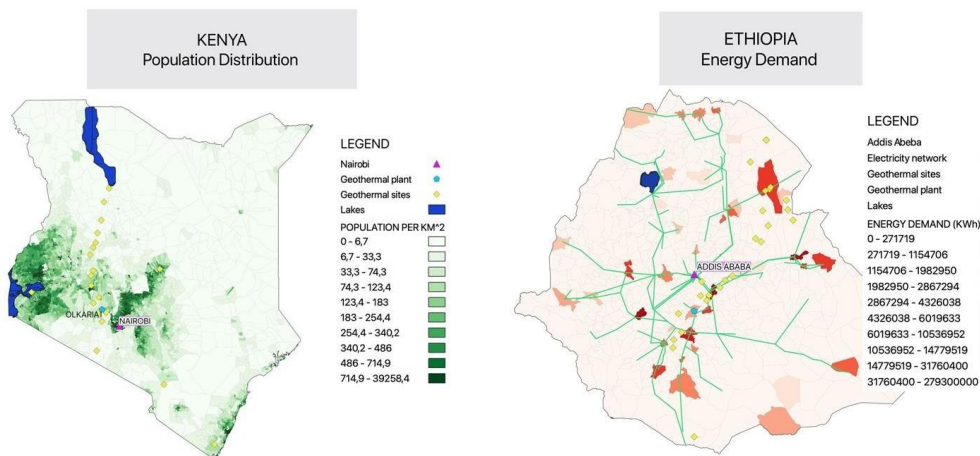 KENYA
Population Distribution
LEGEND
Nairobi
Geothermal plant
Geothermal sites
Lakes
POPULATION PER KM^2
0 - 6,7
6,7 - 33,3
33,3 - 74,3
74,3 - 123,4
123,4 - 183
183 - 254,4
254,4 - 340,2
340,2 - 486
486 - 714,9
714,9 - 39258,4
OLKARIA
NAIROBI
ETHIOPIA
Energy Demand
ADDIS ABABA
LEGEND
Addis Abeba
Electricity network
Geothermal sites
Geothermal plant
Lakes
ENERGY DEMAND (KWh)
0 - 271719
271719 - 1154706
1154706 - 1982950
1982950 - 2867294
2867294 - 4326038
4326038 - 6019633
6019633 - 10536952
10536952 - 14779519
14779519 - 31760400
31760400 - 279300000